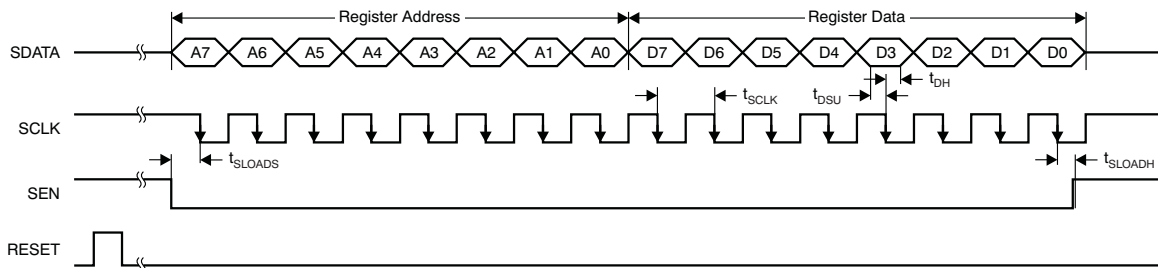 Register Address Register Data
SDATA A7 A6 A5 A4 A3 A2 A1 A0 D7 D6 D5 D4 D3 D2 D1 D0
tDH
tSCLK tDSU
SCLK
tSLOADS tSLOADH
SEN
RESET